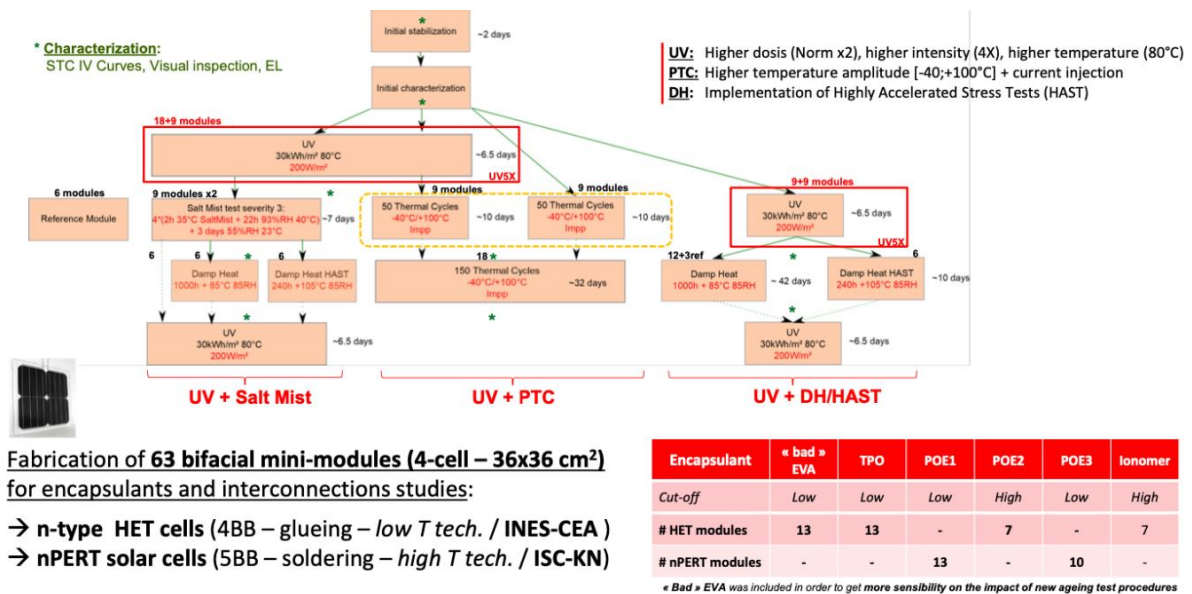 * Characterization:
STC IV Curves, Visual inspection, EL
*
Initial stabilization
~2 days
Initial characterization
*
UV: Higher dosis (Norm x2), higher intensity (4X), higher temperature (80°C)
PTC: Higher temperature amplitude [-40;+100°C] + current injection
DH: Implementation of Highly Accelerated Stress Tests (HAST)
18+9 modules
UV
30kWh/m² 80°C
200W/m²
~6.5 days
UV5X
6 modules
Reference Module
9 modules x2
*
Salt Mist test severity 3:
4*(2h 35°C SaltMist + 22h 93%RH 40°C)
+ 3 days 55%RH 23°C
~7 days
6
6
*
6
Damp Heat
1000h + 85°C 85RH
Damp Heat HAST
240h +105°C 85RH
*
UV
30kWh/m² 80°C
200W/m²
~6.5 days
9 modules
50 Thermal Cycles
-40°C/+100°C
Impp
~10 days
9 modules
50 Thermal Cycles
-40°C/+100°C
Impp
~10 days
18
*
150 Thermal Cycles
-40°C/+100°C
Impp
~32 days
*
9+9 modules
UV
30kWh/m² 80°C
200W/m²
~6.5 days
UV5X
12+3ref
*
6
Damp Heat
1000h + 85°C 85RH
~ 42 days
Damp Heat HAST
240h +105°C 85RH
~10 days
*
UV
30kWh/m² 80°C
200W/m²
~6.5 days
UV + Salt Mist
UV + PTC
UV + DH/HAST
Fabrication of 63 bifacial mini-modules (4-cell – 36x36 cm²)
for encapsulants and interconnections studies:
→ n-type HET cells (4BB – glueing – low T tech. / INES-CEA )
→ nPERT solar cells (5BB – soldering – high T tech. / ISC-KN)
Encapsulant « bad » EVA TPO POE1 POE2 POE3 Ionomer
Cut-off Low Low Low High Low High
# HET modules 13 13 - 7 - 7
# nPERT modules - - 13 - 10 -
« Bad » EVA was included in order to get more sensibility on the impact of new ageing test procedures